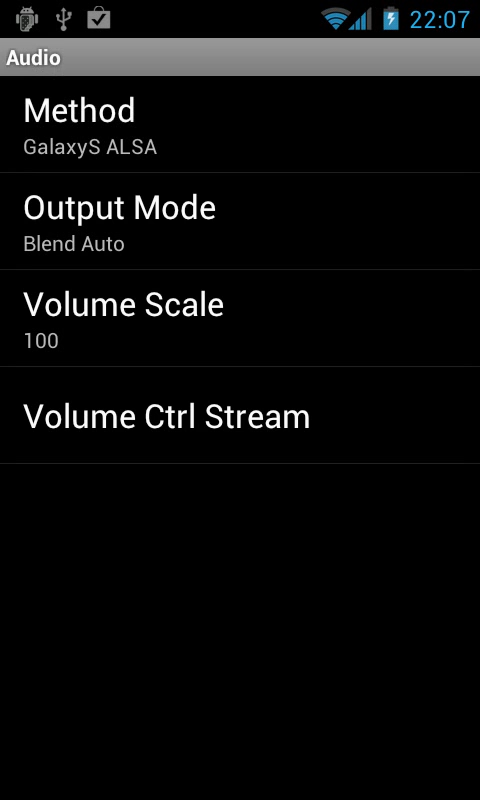 22:07
Audio
Method
GalaxyS ALSA
Output Mode
Blend Auto
Volume Scale
100
Volume Ctrl Stream